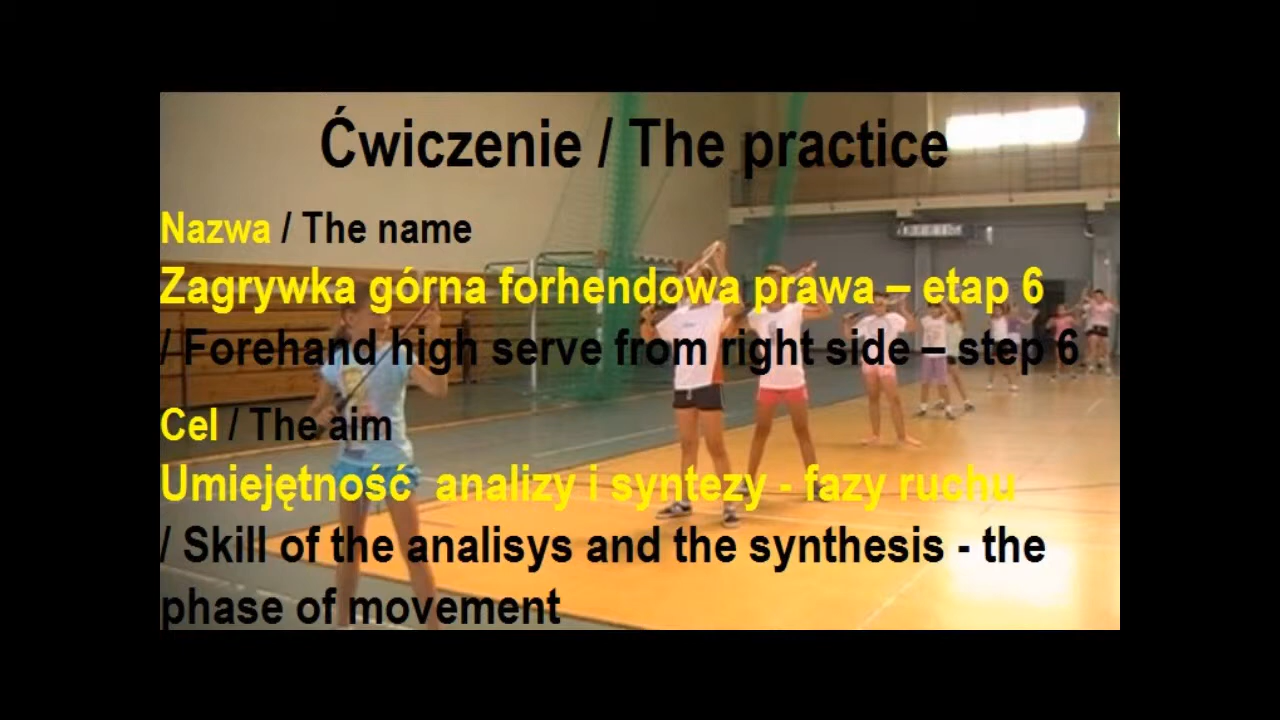 Ćwiczenie / The practice
Nazwa / The name
Zagrywka górna forhendowa prawa – etap 6
/ Forehand high serve from right side – step 6
Cel / The aim
Umiejętność analizy i syntezy - fazy ruchu
/ Skill of the analisys and the synthesis - the
phase of movement